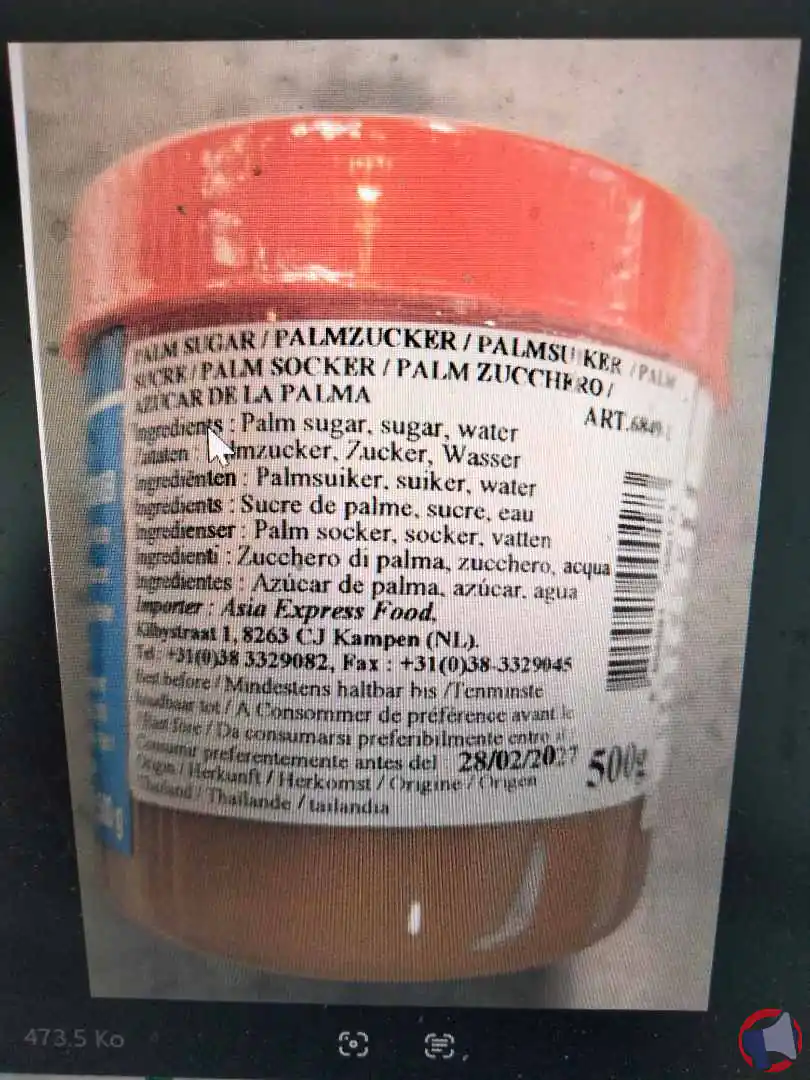 PALM SUGAR / PALMZUCKER / PALMSUIKER / PALM
SUCRE / PALM SOCKER / PALM ZUCCHERO /
AZÚCAR DE LA PALMA
ART.
Ingredients : Palm sugar, sugar, water
Zutaten : Palmzucker, Zucker, Wasser
Ingrediënten : Palmsuiker, suiker, water
Ingredients : Sucre de palme, sucre, eau
Ingredienser : Palm socker, socker, vatten
Ingredienti : Zucchero di palma, zucchero, acqua
Ingredientes : Azúcar de palma, azúcar, agua
Importer : Asia Express Food,
Kilbystraat 1, 8263 CJ Kampen (NL).
Tel: +31(0)38 3329082, Fax : +31(0)38-3329045
Best before / Mindestens haltbar bis / Tenminste
houdbaar tot / A Consommer de préférence avant le
/ Bäst före / Da consumarsi preferibilmente entro il /
Consumir preferentemente antes del 28/02/2027
500g
Origin / Herkunft / Herkomst / Origine / Origen
Thailand / Thaïlande / tailandia
473,5 Ko